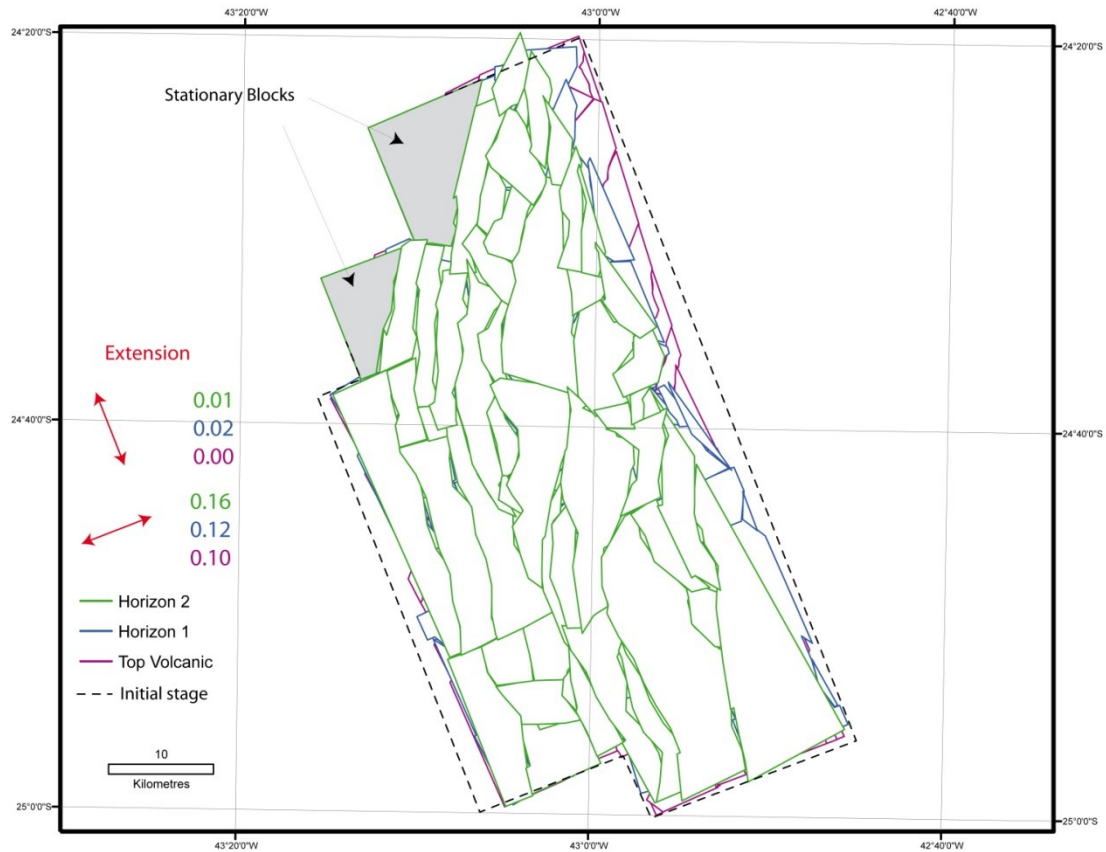 43°20'0"W
43°0'0"W
42°40'0"W
24°20'0"S
24°20'0"S
Stationary Blocks
Extension
0.01
0.02
0.00
24°40'0"S
24°40'0"S
0.16
0.12
0.10
Horizon 2
Horizon 1
Top Volcanic
Initial stage
10
Kilometres
25°0'0"S
25°0'0"S
43°20'0"W
43°0'0"W
42°40'0"W